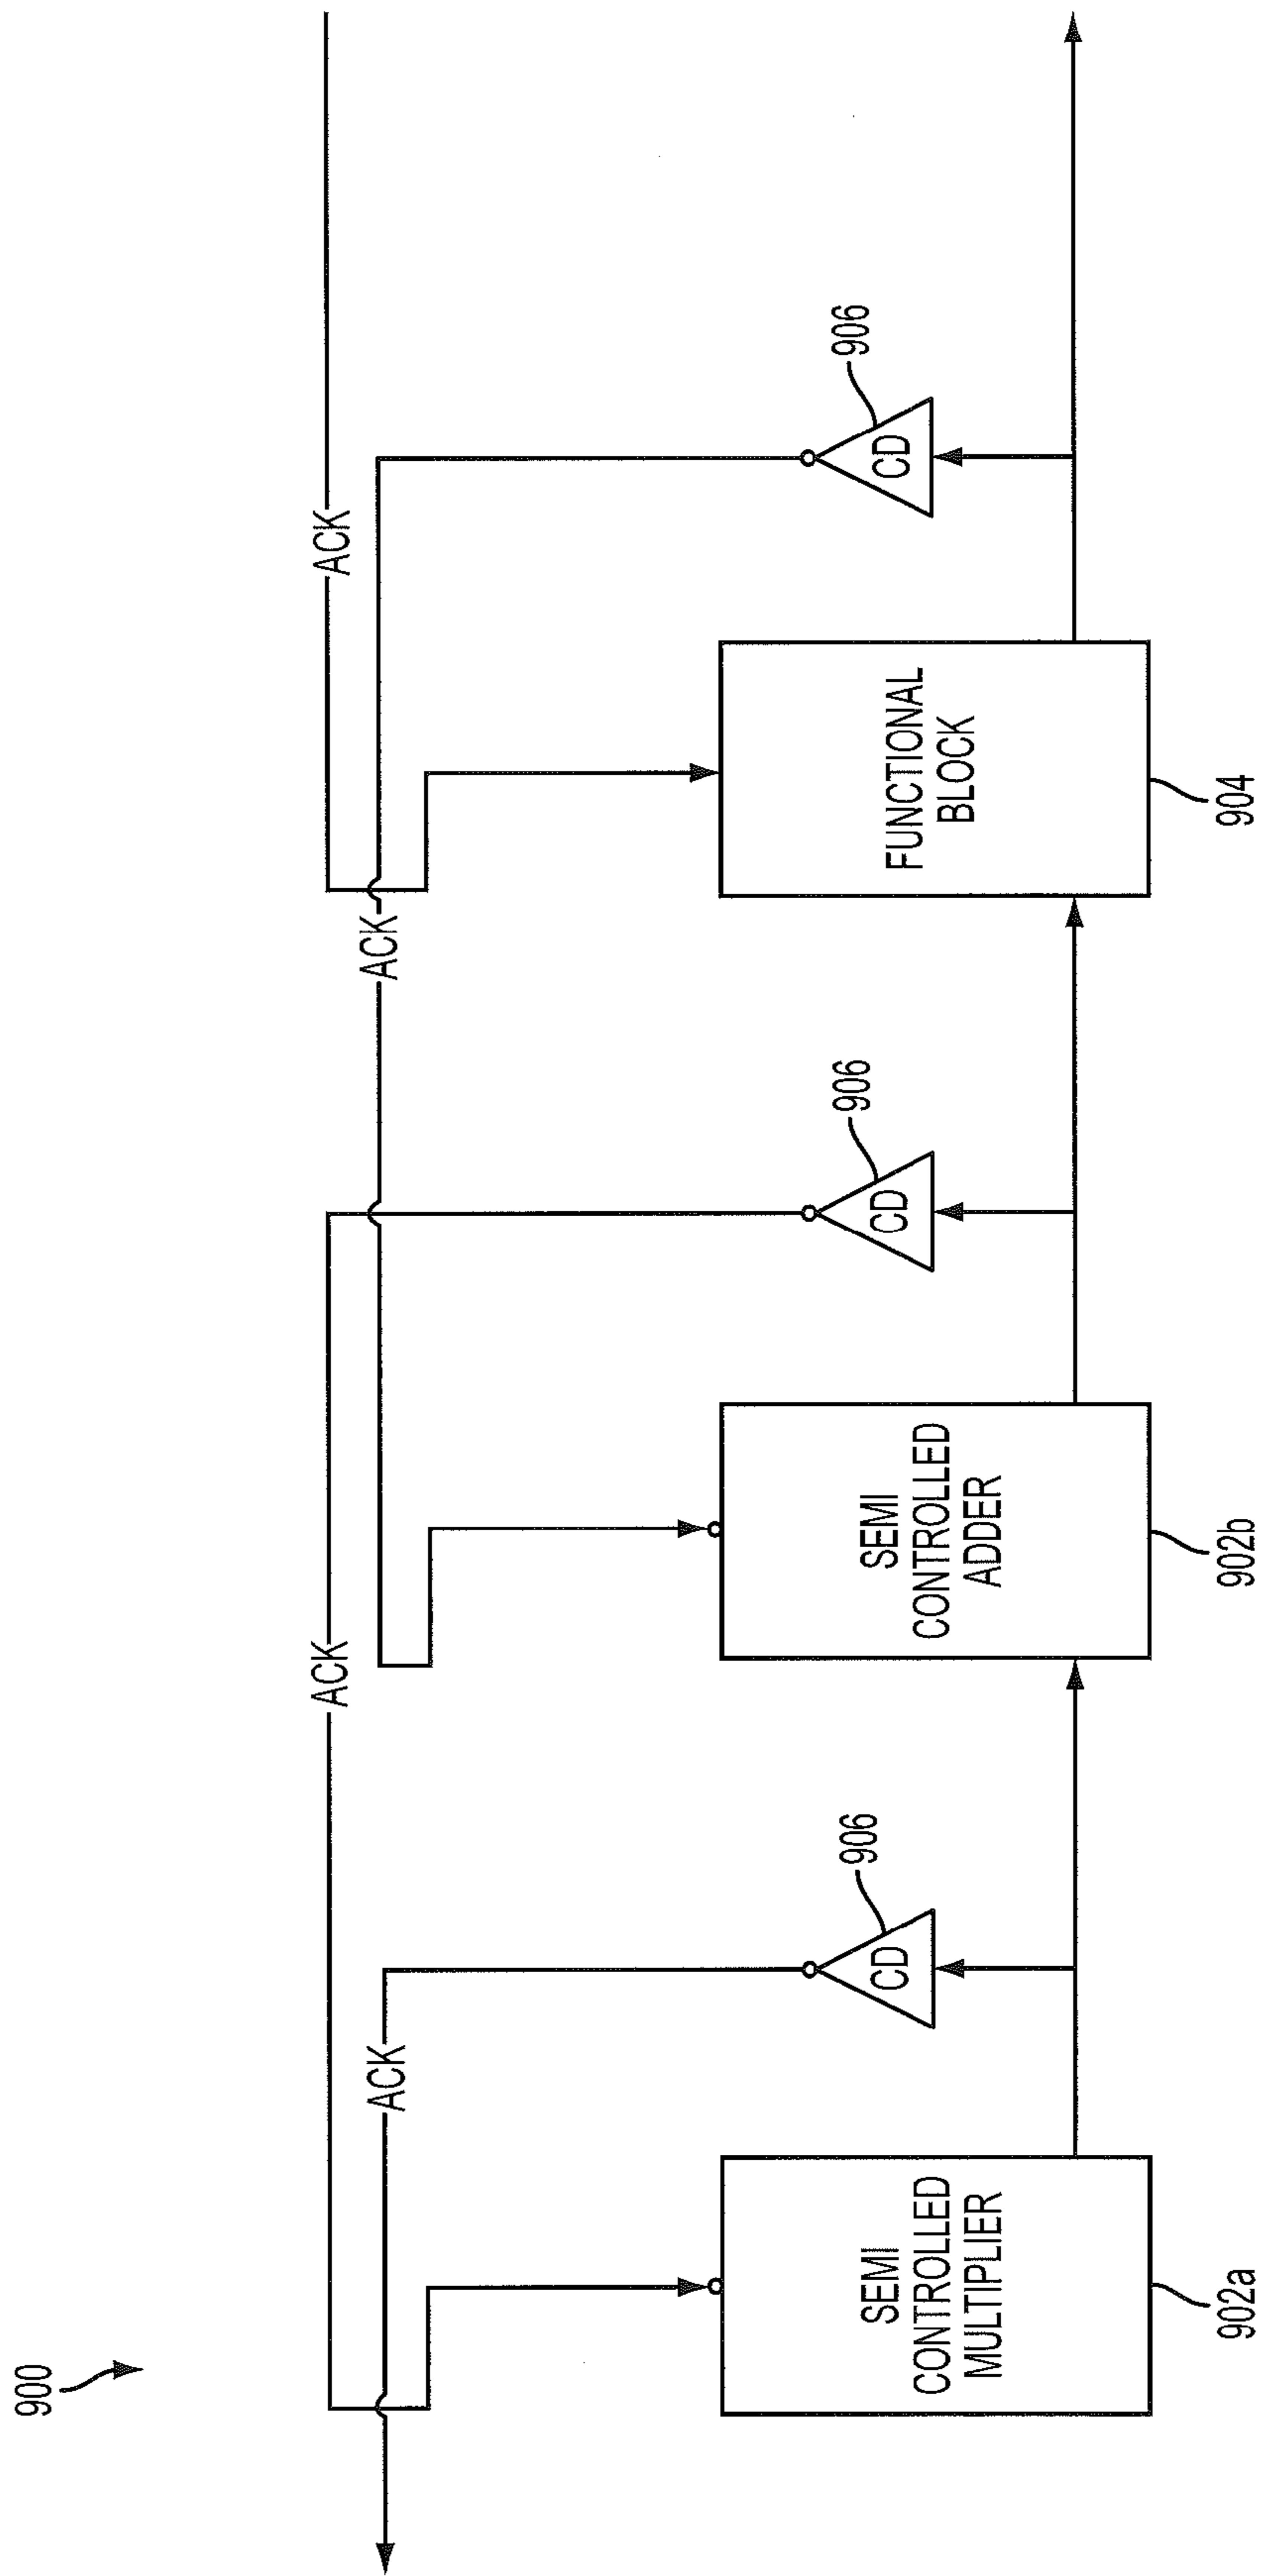 900
ACK
ACK
ACK
ACK
906
CD
906
CD
906
CD
SEMI
CONTROLLED
MULTIPLIER
SEMI
CONTROLLED
ADDER
FUNCTIONAL
BLOCK
902a
902b
904